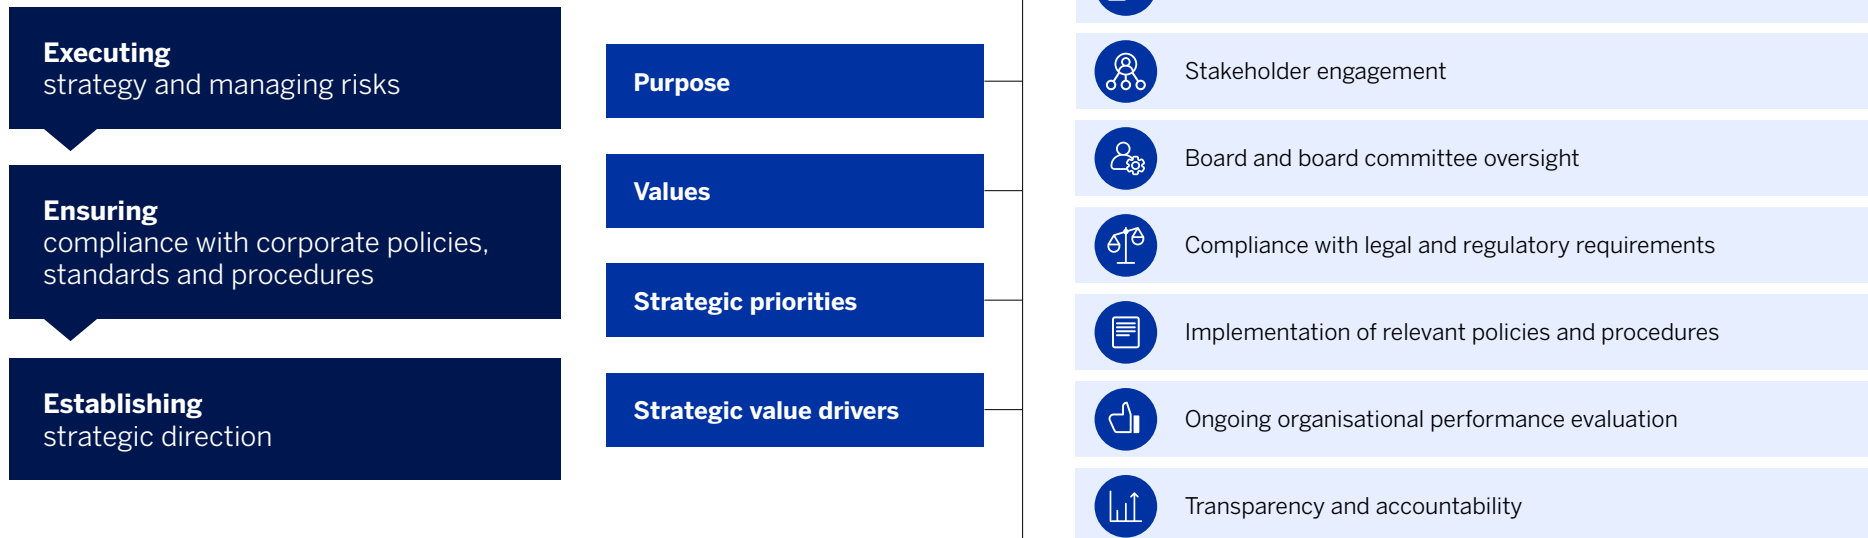 Executing
strategy and managing risks
Ensuring
compliance with corporate policies,
standards and procedures
Establishing
strategic direction
Purpose
Values
Strategic priorities
Strategic value drivers
Stakeholder engagement
Board and board committee oversight
Compliance with legal and regulatory requirements
Implementation of relevant policies and procedures
Ongoing organisational performance evaluation
Transparency and accountability